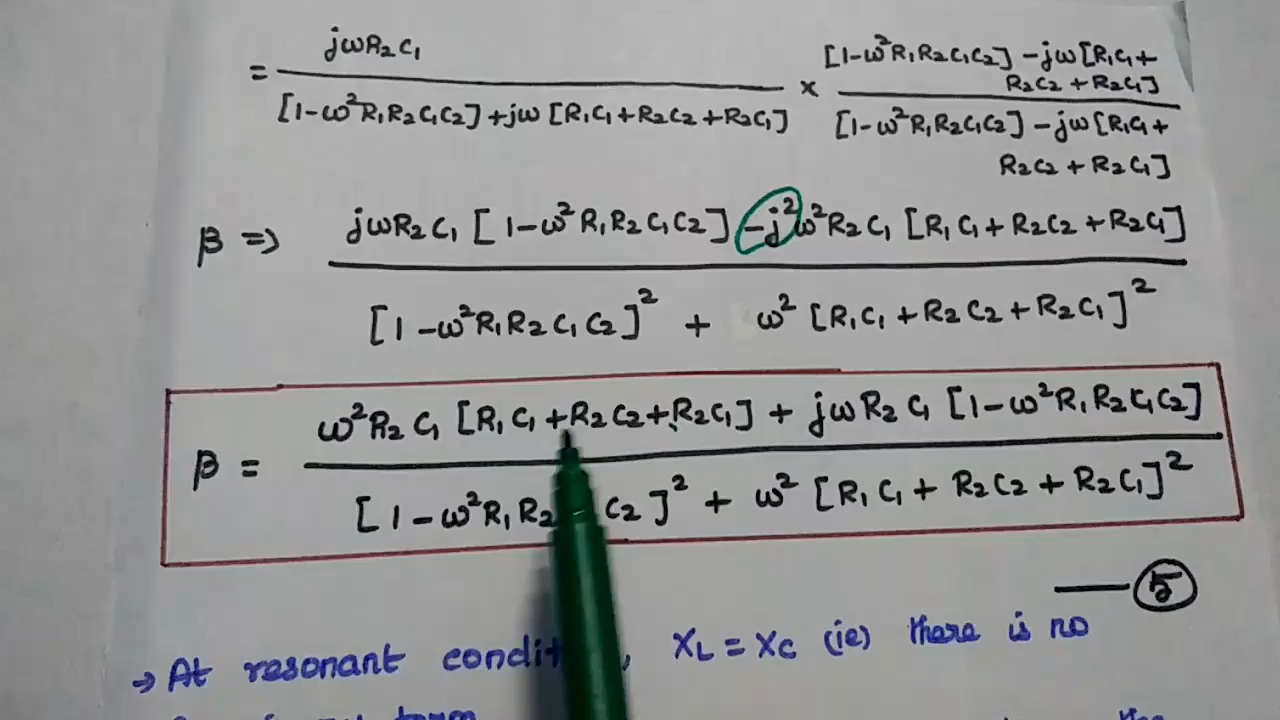 = jωR₂C₁ / [1-ω²R₁R₂C₁C₂] + jω [R₁C₁ + R₂C₂ + R₂C₁] × [1-ω²R₁R₂C₁C₂] - jω[R₁C₁ + R₂C₂ + R₂C₁] / [1-ω²R₁R₂C₁C₂] - jω[R₁C₁ + R₂C₂ + R₂C₁]
β => jωR₂C₁ [1-ω²R₁R₂C₁C₂] - j²ω²R₂C₁ [R₁C₁ + R₂C₂ + R₂C₁] / [1-ω²R₁R₂C₁C₂]² + ω² [R₁C₁ + R₂C₂ + R₂C₁]²
β = ω²R₂C₁ [R₁C₁ + R₂C₂ + R₂C₁] + jωR₂C₁ [1-ω²R₁R₂C₁C₂] / [1-ω²R₁R₂ C₂]² + ω² [R₁C₁ + R₂C₂ + R₂C₁]²
— 5
→ At resonant condit , XL = XC (ie) there is no
term the